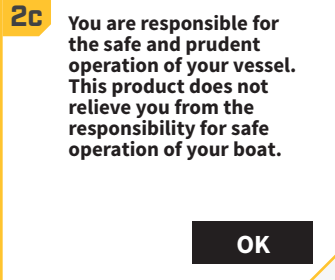 2c
You are responsible for
the safe and prudent
operation of your vessel.
This product does not
relieve you from the
responsibility for safe
operation of your boat.
OK